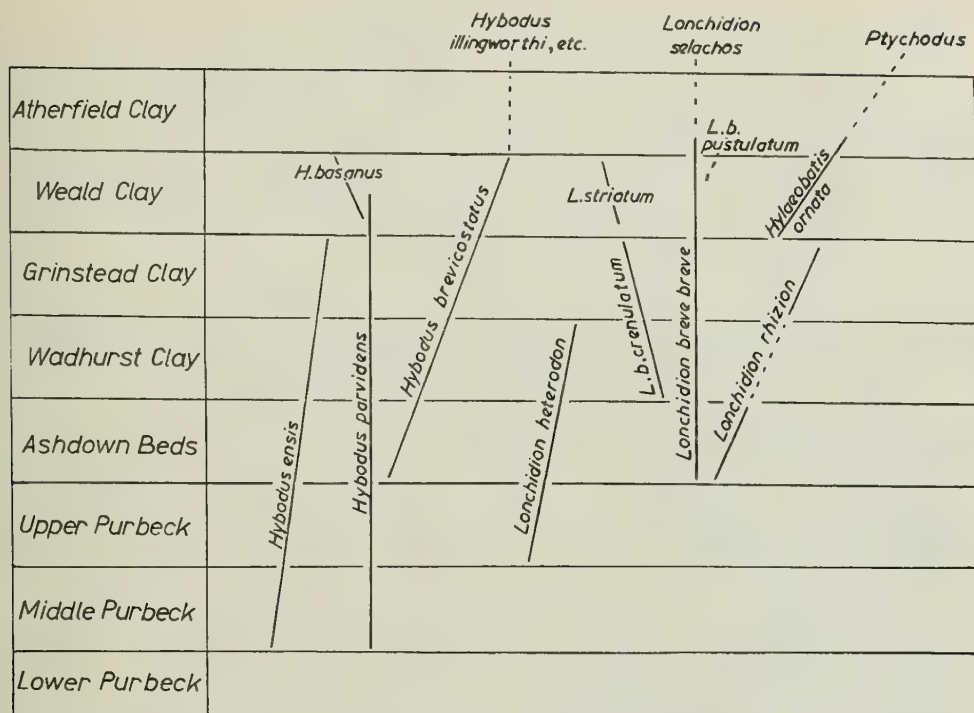 Hybodus
illingworthi, etc.
Lonchidion
selachos
Ptychodus
Atherfield Clay
L.b.
pustulatum
Weald Clay
H.basanus
L.striatum
Hylaeobatis
ornata
Grinstead Clay
Wadhurst Clay
Ashdown Beds
Upper Purbeck
Middle Purbeck
Lower Purbeck
Hybodus ensis
Hybodus parvidens
Hybodus brevicostatus
Lonchidion heterodon
L.b.crenulatum
Lonchidion breve breve
Lonchidion rhizion